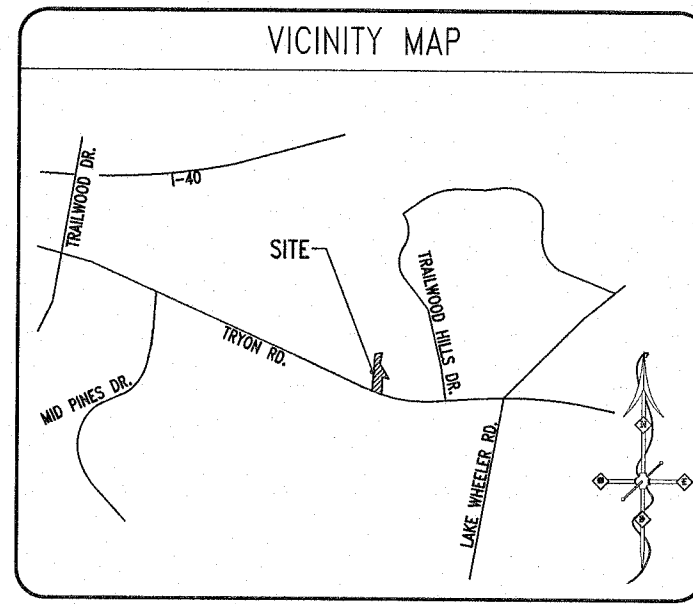 VICINITY MAP
TRAILWOOD DR.
I-40
SITE
TRAILWOOD HILLS DR.
TRYON RD.
MID PINES DR.
LAKE WHEELER RD.